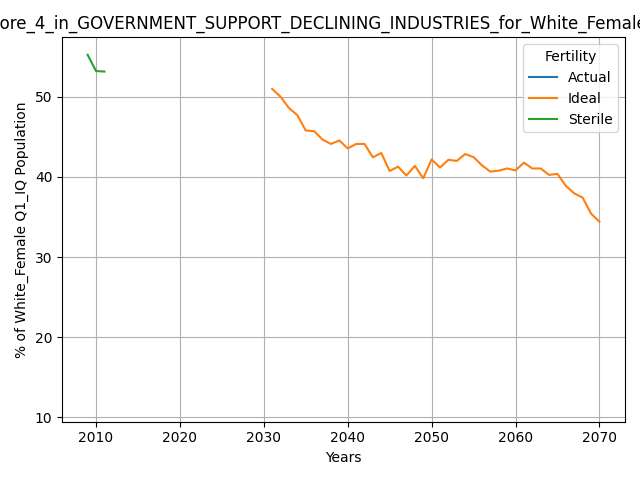 ore_4_in_GOVERNMENT_SUPPORT_DECLINING_INDUSTRIES_for_White_Female
Fertility
Actual
Ideal
Sterile
% of White_Female Q1_IQ Population
50
40
30
20
10
2010 2020 2030 2040 2050 2060 2070
Years